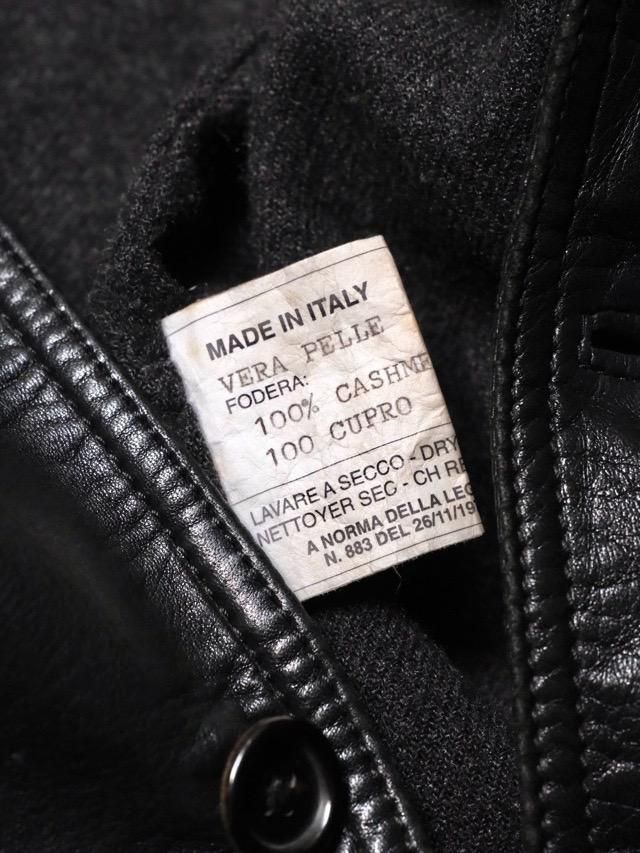 MADE IN ITALY
VERA PELLE
FODERA:
100% CASHME
100 CUPRO
LAVARE A SECCO - DRY
NETTOYER SEC - CH RE
A NORMA DELLA LEG
N. 883 DEL 26/11/19